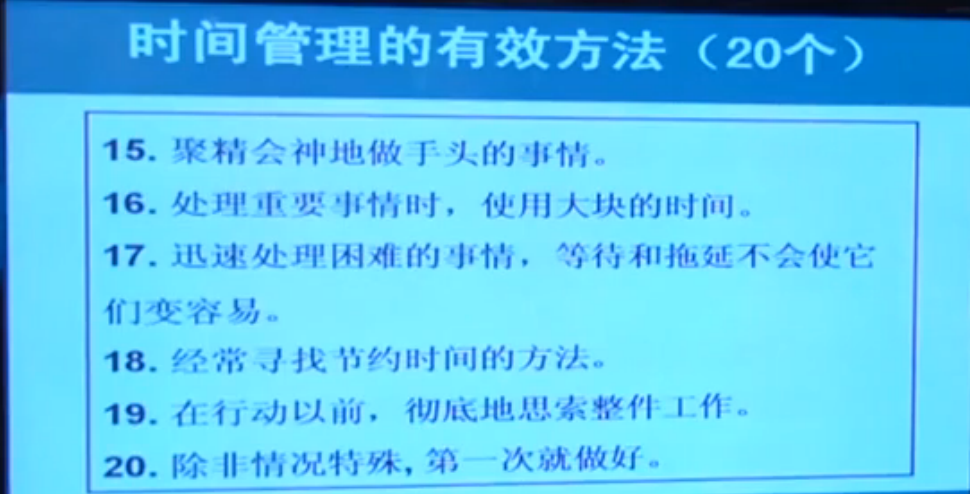 时间管理的有效方法（20个）
15. 聚精会神地做手头的事情。
16. 处理重要事情时，使用大块的时间。
17. 迅速处理困难的事情，等待和拖延不会使它
们变容易。
18. 经常寻找节约时间的方法。
19. 在行动以前，彻底地思索整件工作。
20. 除非情况特殊,第一次就做好。